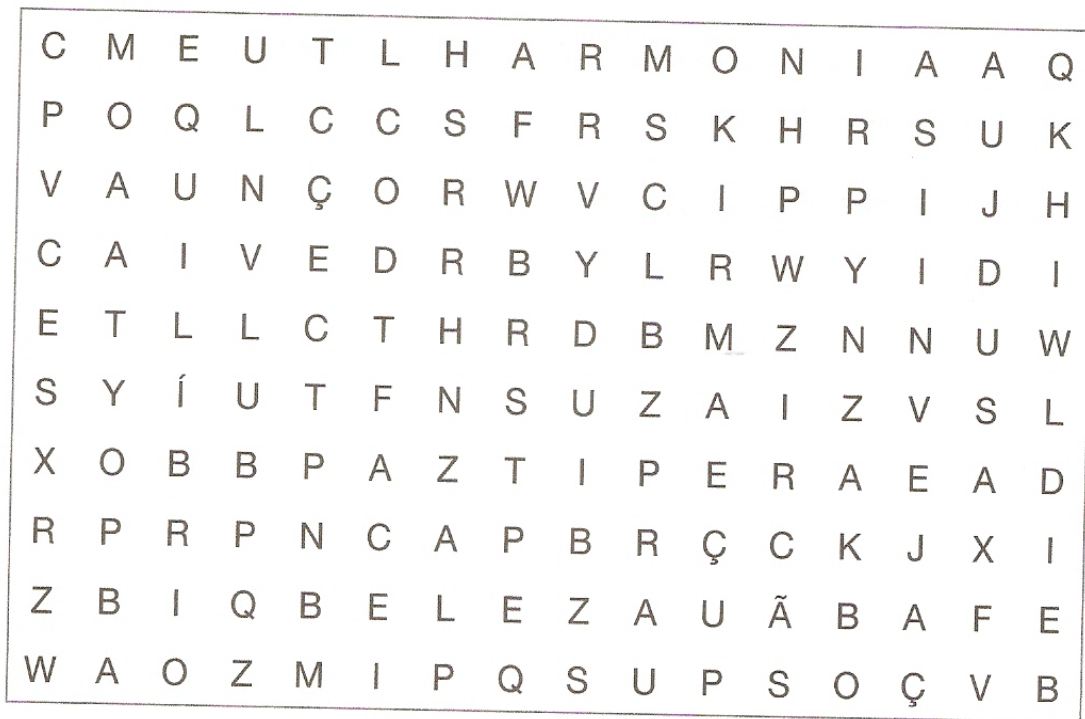 C M E U T L H A R M O N I A A Q
P O Q L C C S F R S K H R S U K
V A U N Ç O R W V C I P P I J H
C A I V E D R B Y L R W Y I D I
E T L L C T H R D B M Z N N U W
S Y Í U T F N S U Z A I Z V S L
X O B B P A Z T I P E R A E A D
R P R P N C A P B R Ç C K J X I
Z B I Q B E L E Z A U Ã B A F E
W A O Z M I P Q S U P S O Ç V B